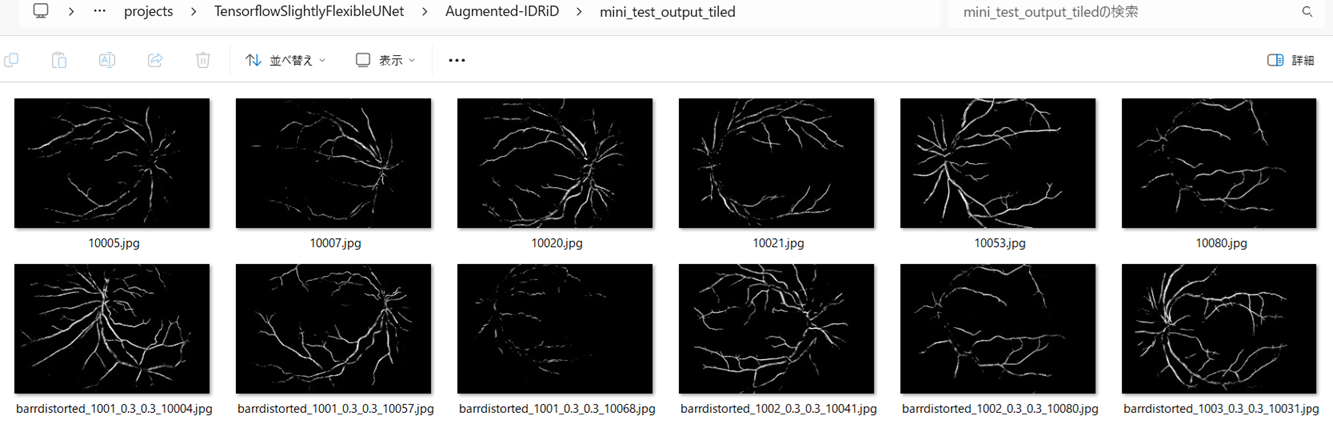 ··· projects TensorflowSlightlyFlexibleUNet Augmented-IDRiD mini_test_output_tiled mini_test_output_tiledの検索
並べ替え 表示 ··· 詳細
10005.jpg 10007.jpg 10020.jpg 10021.jpg 10053.jpg 10080.jpg
barrdistorted_1001_0.3_0.3_10004.jpg barrdistorted_1001_0.3_0.3_10057.jpg barrdistorted_1001_0.3_0.3_10068.jpg barrdistorted_1002_0.3_0.3_10041.jpg barrdistorted_1002_0.3_0.3_10080.jpg barrdistorted_1003_0.3_0.3_10031.jpg